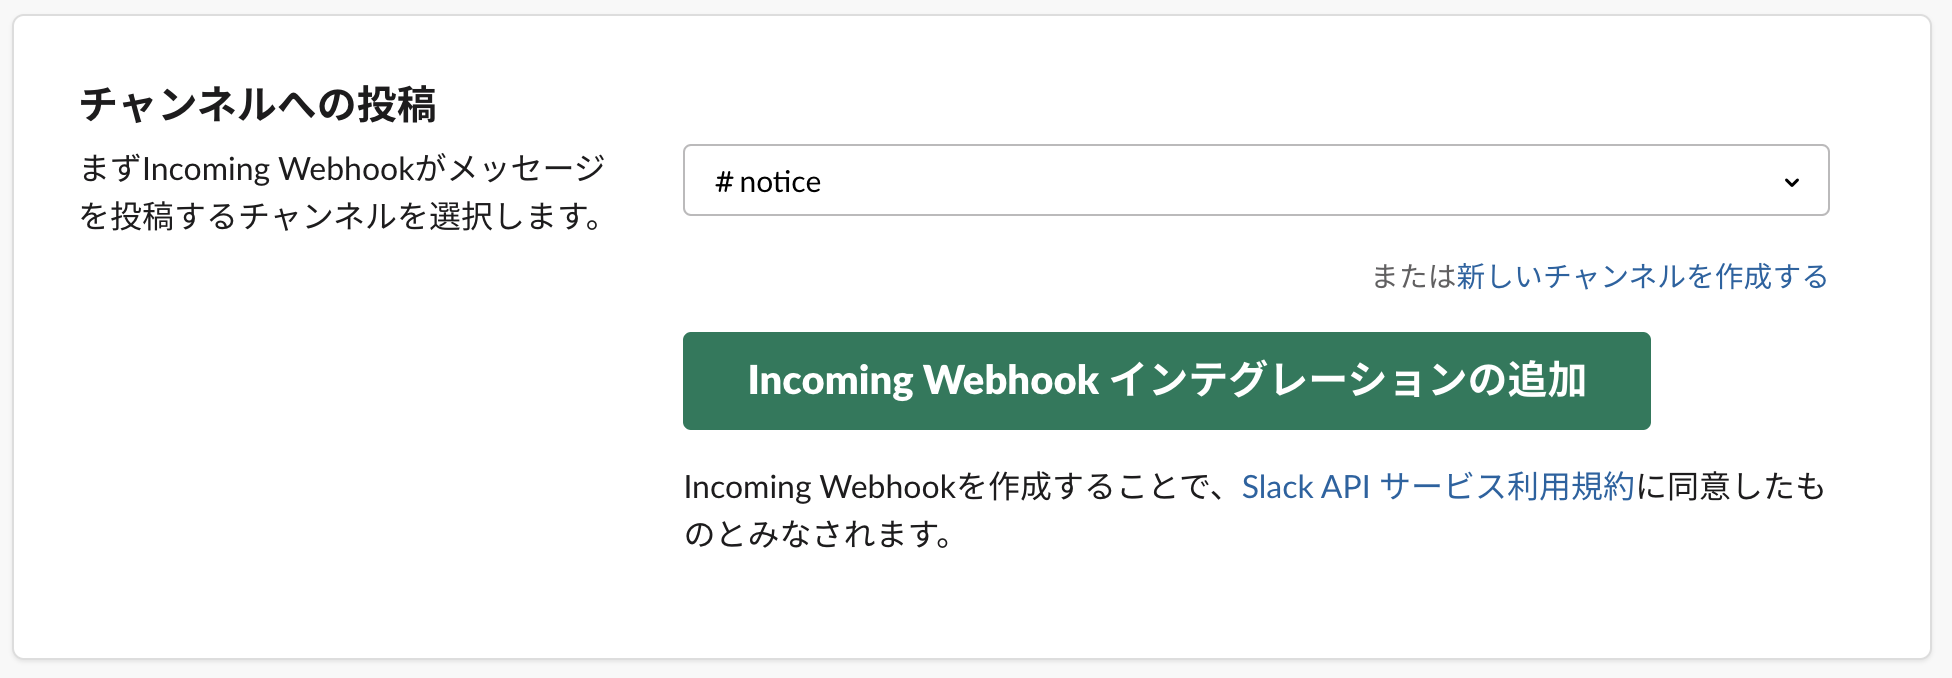 チャンネルへの投稿
まずIncoming Webhookがメッセージ
を投稿するチャンネルを選択します。
# notice
または新しいチャンネルを作成する
Incoming Webhook インテグレーションの追加
Incoming Webhookを作成することで、Slack API サービス利用規約に同意したも
のとみなされます。